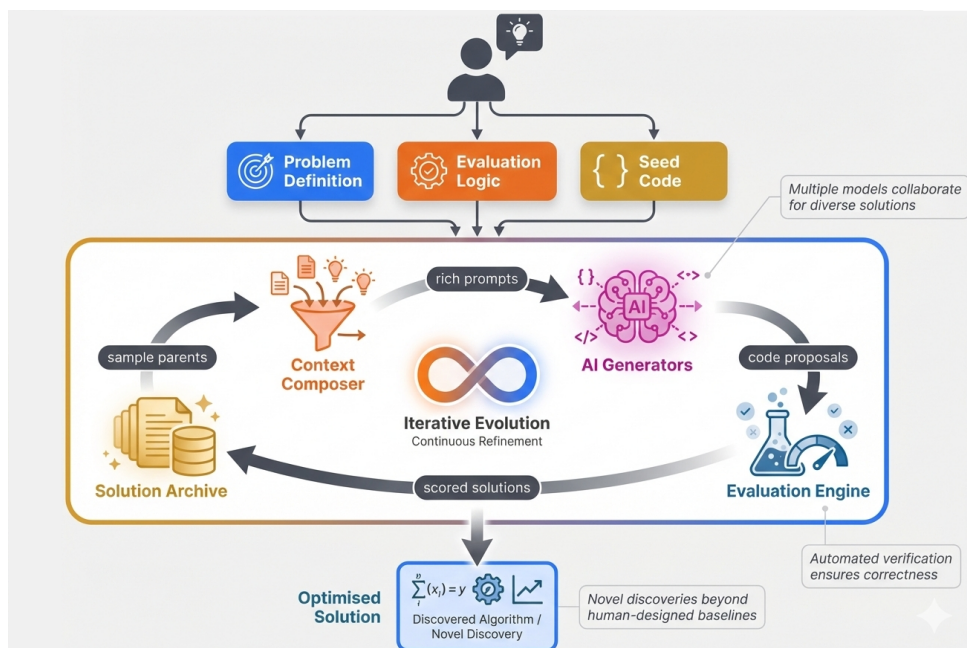 Problem
Definition
Evaluation
Logic
{ } Seed
Code
Multiple models collaborate
for diverse solutions
rich prompts
{ }
<•>
AI
</>
<>
sample parents
Context
Composer
AI Generators
code proposals
Iterative Evolution
Continuous Refinement
Solution Archive
scored solutions
Evaluation Engine
Automated verification
ensures correctness
Optimised
Solution
n
∑(xᵢ) = y
i
Discovered Algorithm /
Novel Discovery
Novel discoveries beyond
human-designed baselines